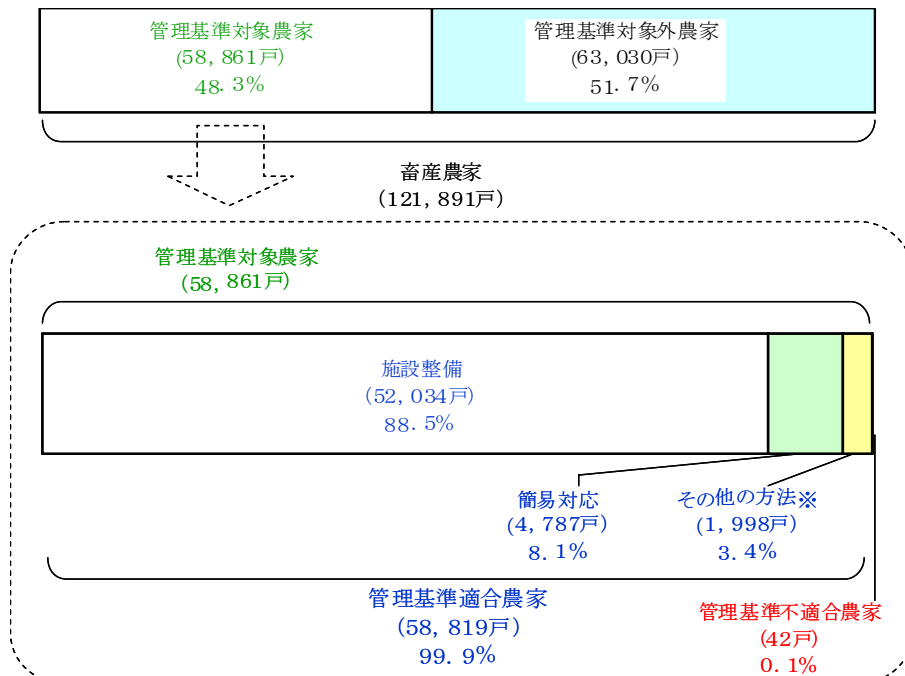 管理基準対象農家
(58, 861戸)
48. 3%
管理基準対象外農家
(63, 030戸)
51. 7%
畜産農家
(121, 891戸)
管理基準対象農家
(58, 861戸)
施設整備
(52, 034戸)
88. 5%
簡易対応
(4, 787戸)
8. 1%
その他の方法※
(1, 998戸)
3. 4%
管理基準適合農家
(58, 819戸)
99. 9%
管理基準不適合農家
(42戸)
0. 1%